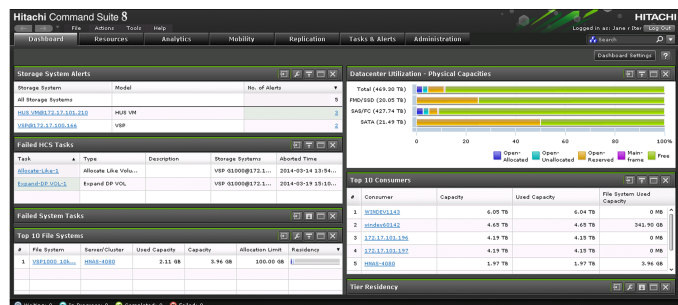 Hitachi Command Suite 8
HITACHI
File Actions Tools Help
Logged in as: Jane r Iter Log Out
Dashboard Resources Analytics Mobility Replication Tasks & Alerts Administration
Search
Dashboard Settings ?
Storage System Alerts
Storage System Model No. of Alerts
All Storage Systems 5
HUS VM@172.17.101.210 HUS VM 3
VSP@172.17.100.166 VSP 2
Failed HCS Tasks
Task Type Description Storage Systems Aborted Time
Allocate-Like-1 Allocate Like Volu... VSP G1000@172.1... 2014-03-14 13:54...
Expand-DP VOL-1 Expand DP VOL VSP G1000@172.1... 2014-03-19 15:10...
Failed System Tasks
Top 10 File Systems
# File System Server/Cluster Used Capacity Capacity Allocation Limit Residency
1 VSP1000_10k... HNAS-4080 2.11 GB 3.96 GB 100.00 GB
Datacenter Utilization - Physical Capacities
Total (469.30 TB)
FMD/SSD (20.05 TB)
SAS/FC (427.74 TB)
SATA (21.49 TB)
0 20 40 60 80 100%
Open-Allocated Open-Unallocated Open-Reserved Main-frame Free
Top 10 Consumers
# Consumer Capacity Used Capacity File System Used Capacity
1 WINDEV1143 6.05 TB 6.04 TB 0 MB
2 vindev60142 4.65 TB 4.65 TB 341.90 GB
3 172.17.101.196 4.19 TB 4.15 TB 0 MB
4 172.17.101.197 4.19 TB 4.15 TB 0 MB
5 HNAS-4080 1.97 TB 1.97 TB 3.96 GB
Tier Residency